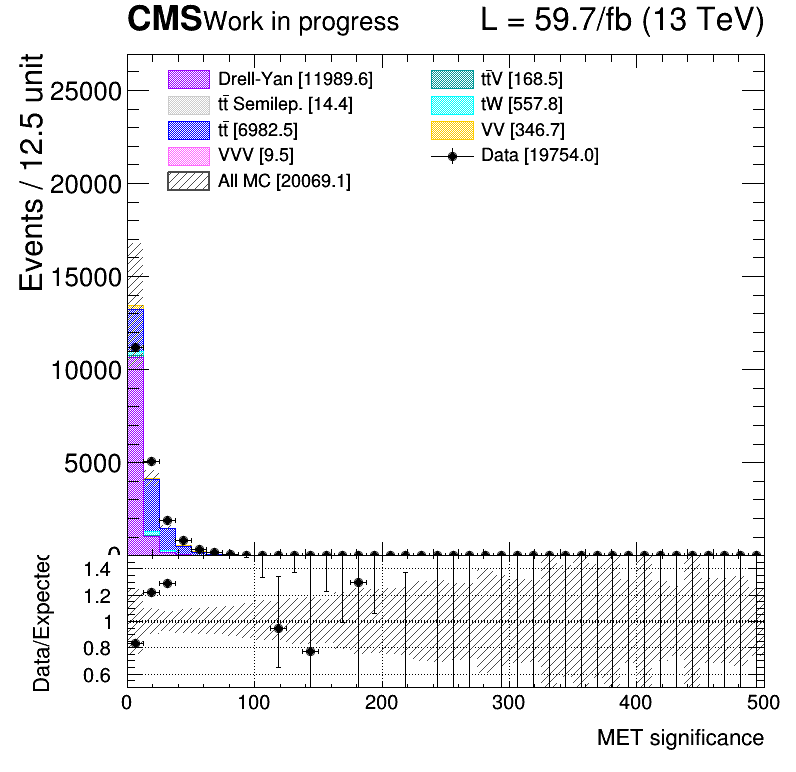 CMS Work in progress L = 59.7/fb (13 TeV)
Events / 12.5 unit
25000
20000
15000
10000
5000
0
Drell-Yan [11989.6]
tt̄ Semilep. [14.4]
tt̄ [6982.5]
VVV [9.5]
All MC [20069.1]
tt̄V [168.5]
tW [557.8]
VV [346.7]
Data [19754.0]
Data/Expected
1.4
1.2
1
0.8
0.6
0 100 200 300 400 500
MET significance